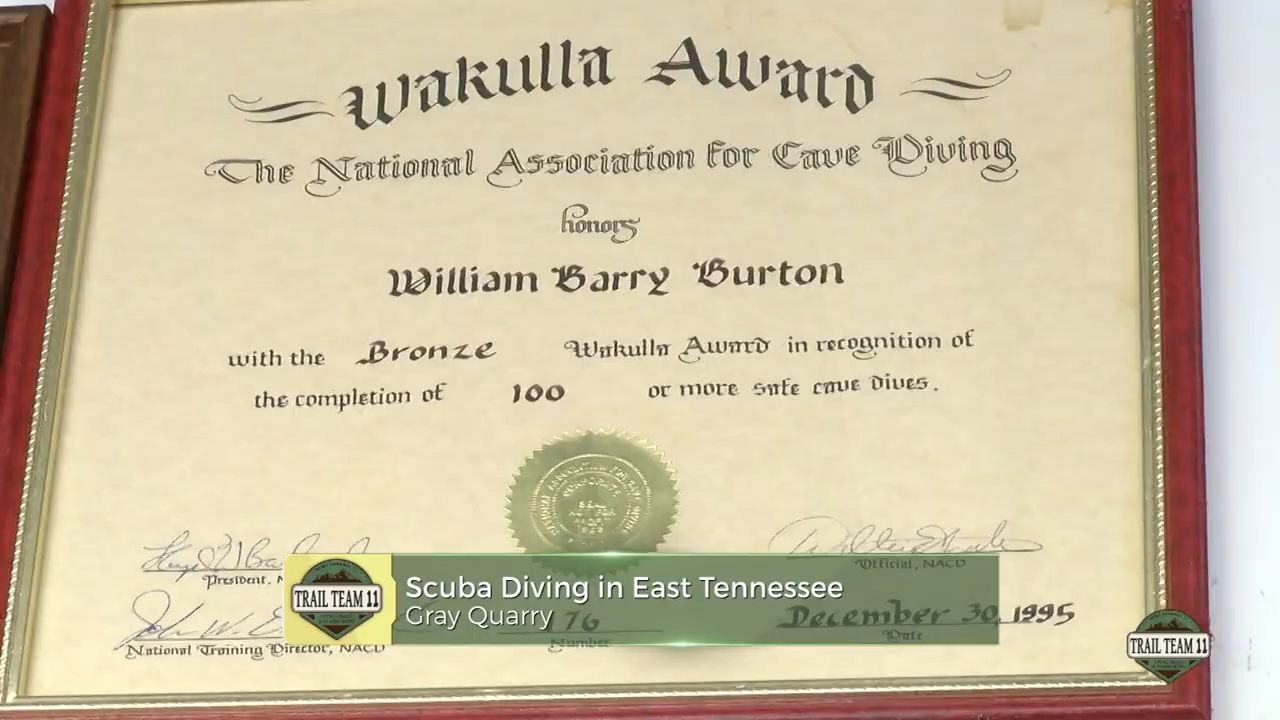 Wakulla Award
The National Association for Cave Diving
honors
William Barry Burton
with the Bronze Wakulla Award in recognition of
the completion of 100 or more safe cave dives.
President, N
Official, NACD
TRAIL TEAM 11
Scuba Diving in East Tennessee
Gray Quarry
176
Number
December 30, 1995
Date
National Training Director, NACD
TRAIL TEAM 11